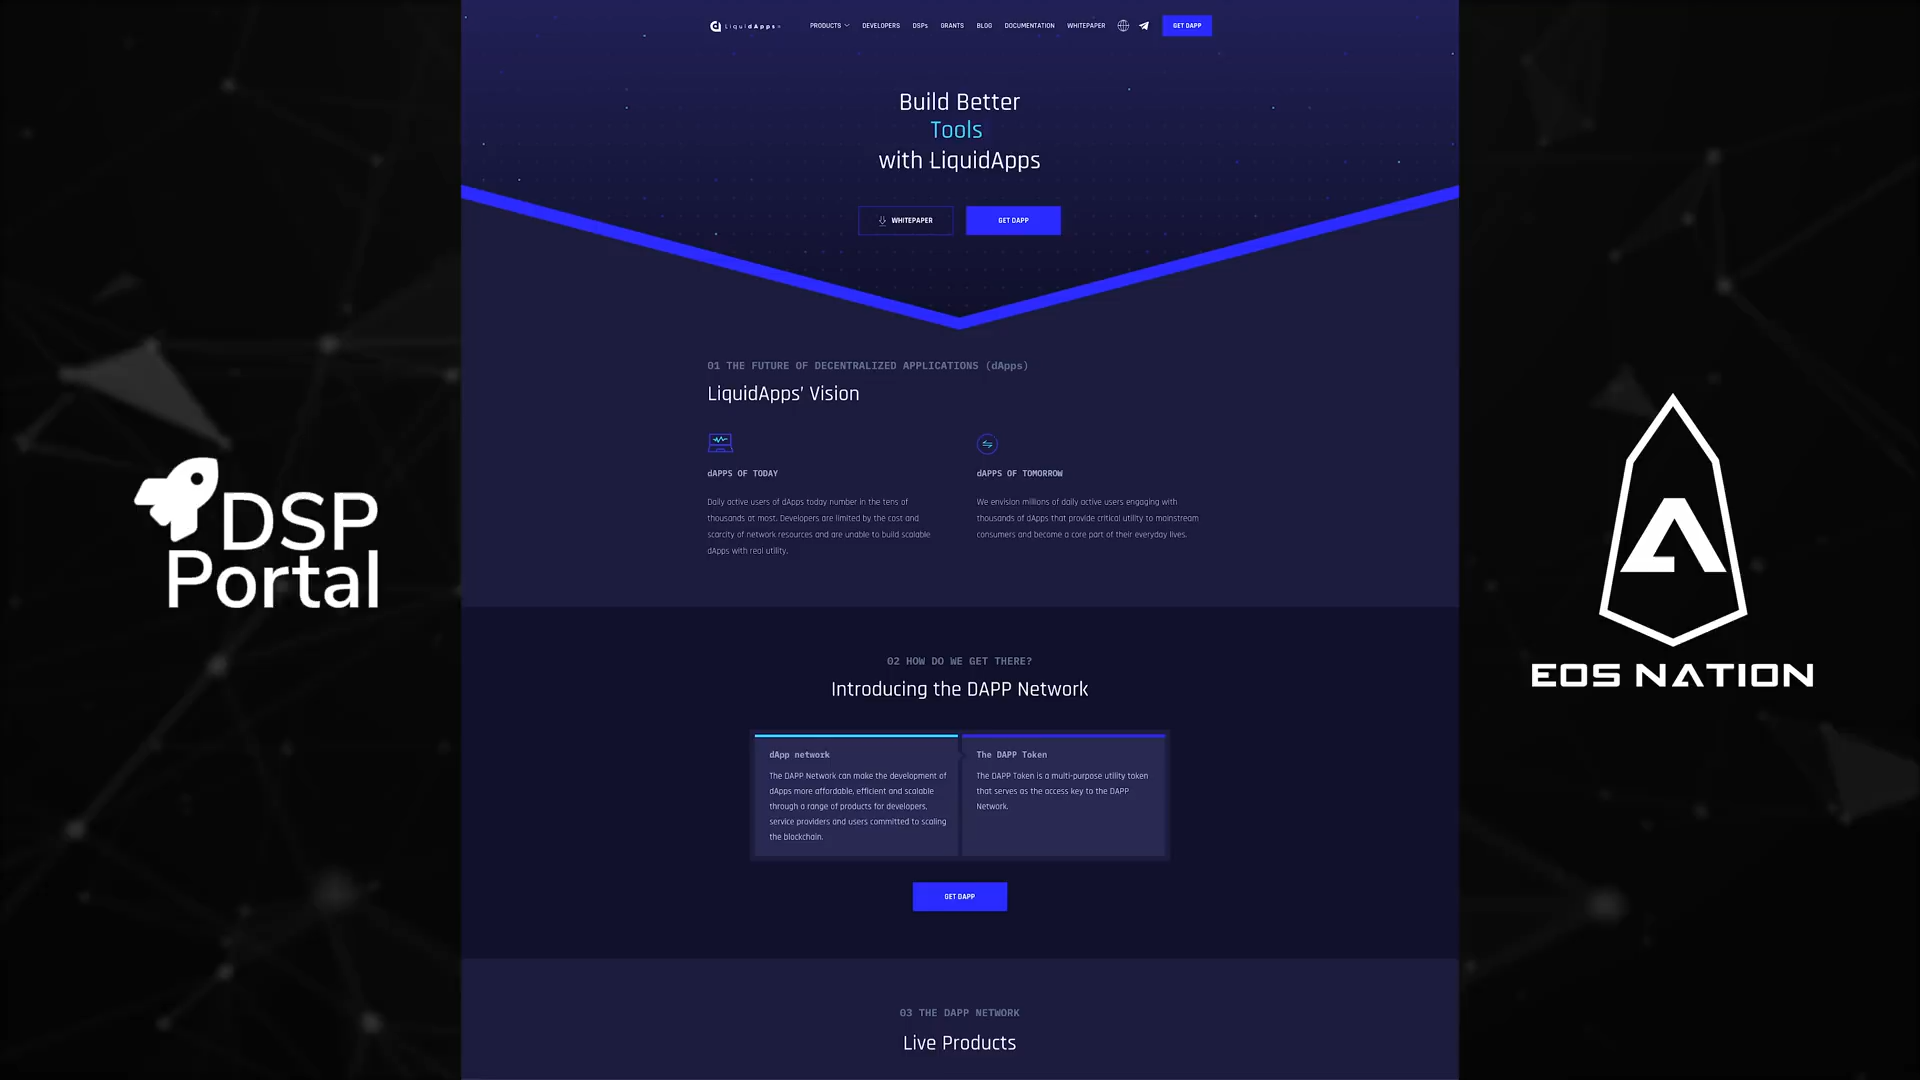 LiquidApps
PRODUCTS
DEVELOPERS
DSPs
GRANTS
BLOG
DOCUMENTATION
WHITEPAPER
GET DAPP
Build Better
Tools
with LiquidApps
WHITEPAPER
GET DAPP
01 THE FUTURE OF DECENTRALIZED APPLICATIONS (dApps)
LiquidApps' Vision
dAPPS OF TODAY
Daily active users of dApps today number in the tens of
thousands at most. Developers are limited by the cost and
scarcity of network resources and are unable to build scalable
dApps with real utility.
dAPPS OF TOMORROW
We envision millions of daily active users engaging with
thousands of dApps that provide critical utility to mainstream
consumers and become a core part of their everyday lives.
DSP
Portal
EOS NATION
02 HOW DO WE GET THERE?
Introducing the DAPP Network
dApp network
The DAPP Network can make the development of
dApps more affordable, efficient and scalable
through a range of products for developers,
service providers and users committed to scaling
the blockchain.
The DAPP Token
The DAPP Token is a multi-purpose utility token
that serves as the access key to the DAPP
Network.
GET DAPP
03 THE DAPP NETWORK
Live Products